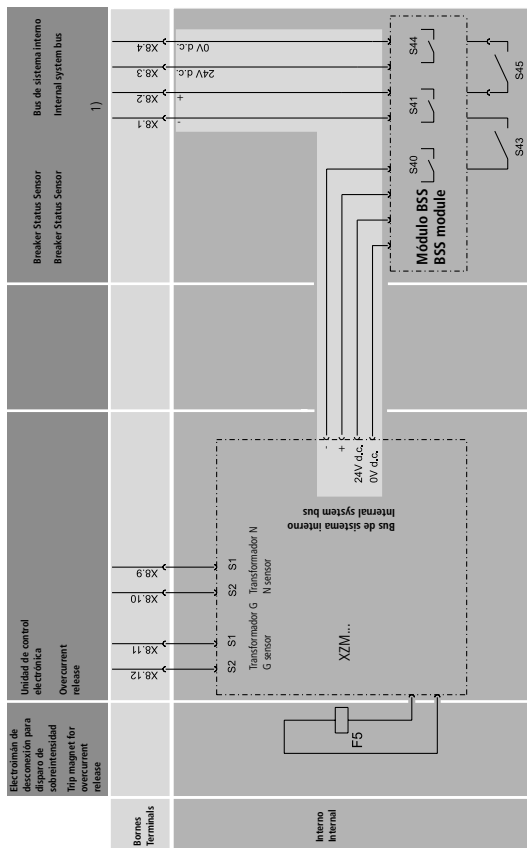 Electroimán de
desconexión para
disparo de
sobreintensidad
Trip magnet for
overcurrent
release
Unidad de control
electrónica
Overcurrent
release
Breaker Status Sensor
Breaker Status Sensor
Bus de sistema interno
Internal system bus
1)
Bornes
Terminals
X8.12
X8.11
X8.10
X8.9
X8.1
X8.2
X8.3
X8.4
-
+
24V d.c.
0V d.c.
Interno
Internal
S2
S1
S2
S1
Transformador G
G sensor
Transformador N
N sensor
XZM...
F5
Bus de sistema interno
Internal system bus
-
+
24V d.c.
0V d.c.
Módulo BSS
BSS module
S40
S41
S44
S43
S45